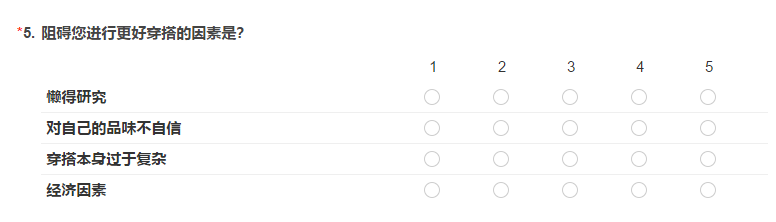 *5. 阻碍您进行更好穿搭的因素是?
1 2 3 4 5
懒得研究
对自己的品味不自信
穿搭本身过于复杂
经济因素